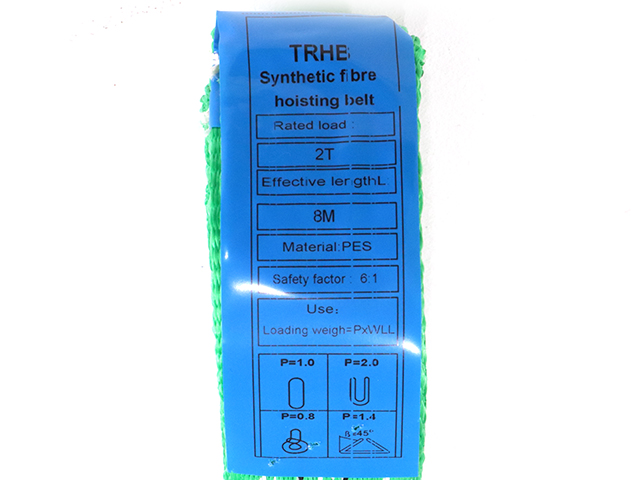 TRHB
Synthetic fibre
hoisting belt
Rated load :
2T
Effective lengthL:
8M
Material:PES
Safety factor : 6:1
Use:
Loading weigh=PxWLL
P=1.0 P=2.0
P=0.8 P=1.4